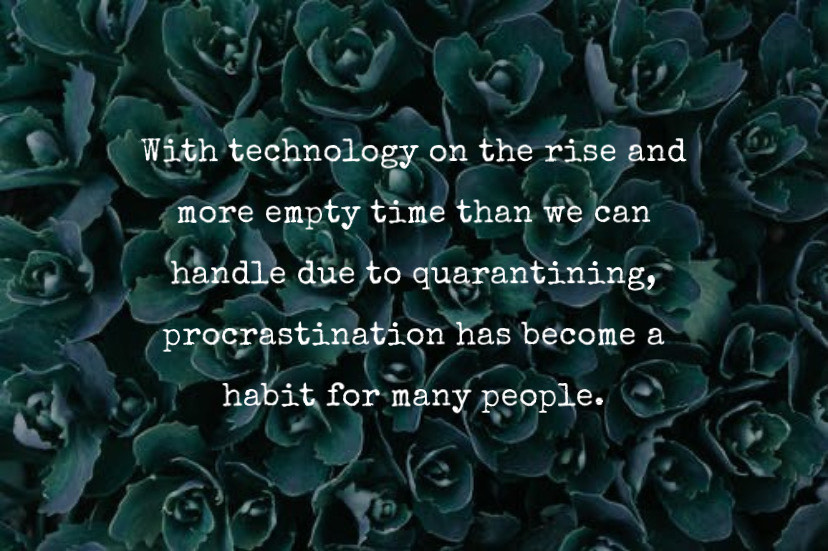 With technology on the rise and
more empty time than we can
handle due to quarantining,
procrastination has become a
habit for many people.